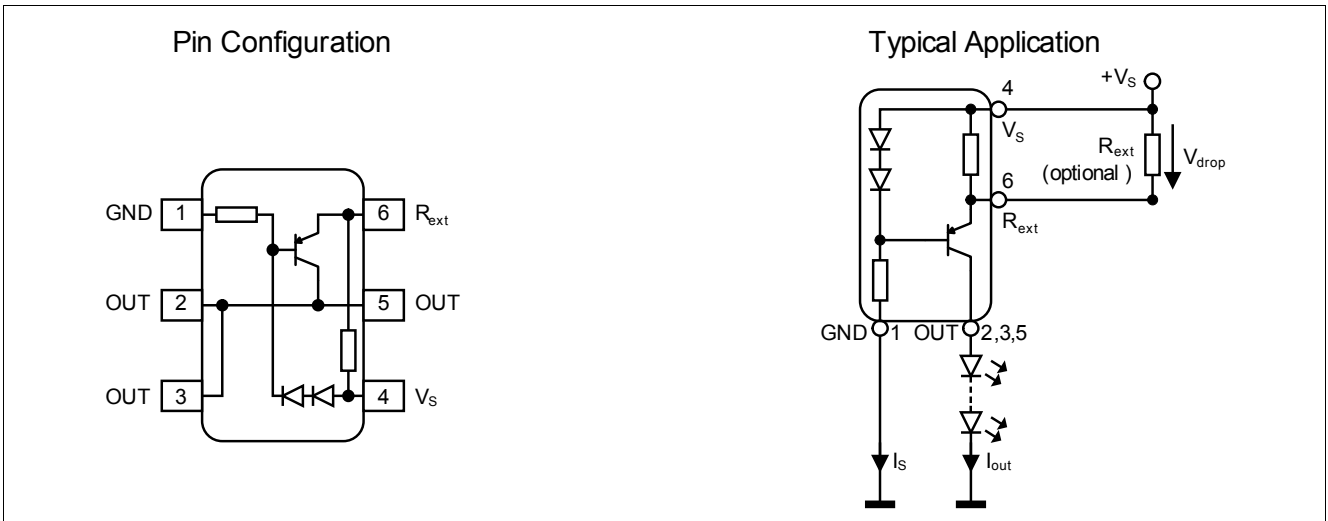 Pin Configuration
GND 1
6 Rext
OUT 2
5 OUT
OUT 3
4 VS
Typical Application
+VS
4
VS
Rext
(optional )
Vdrop
6
Rext
GND 1 OUT 2,3,5
IS
Iout